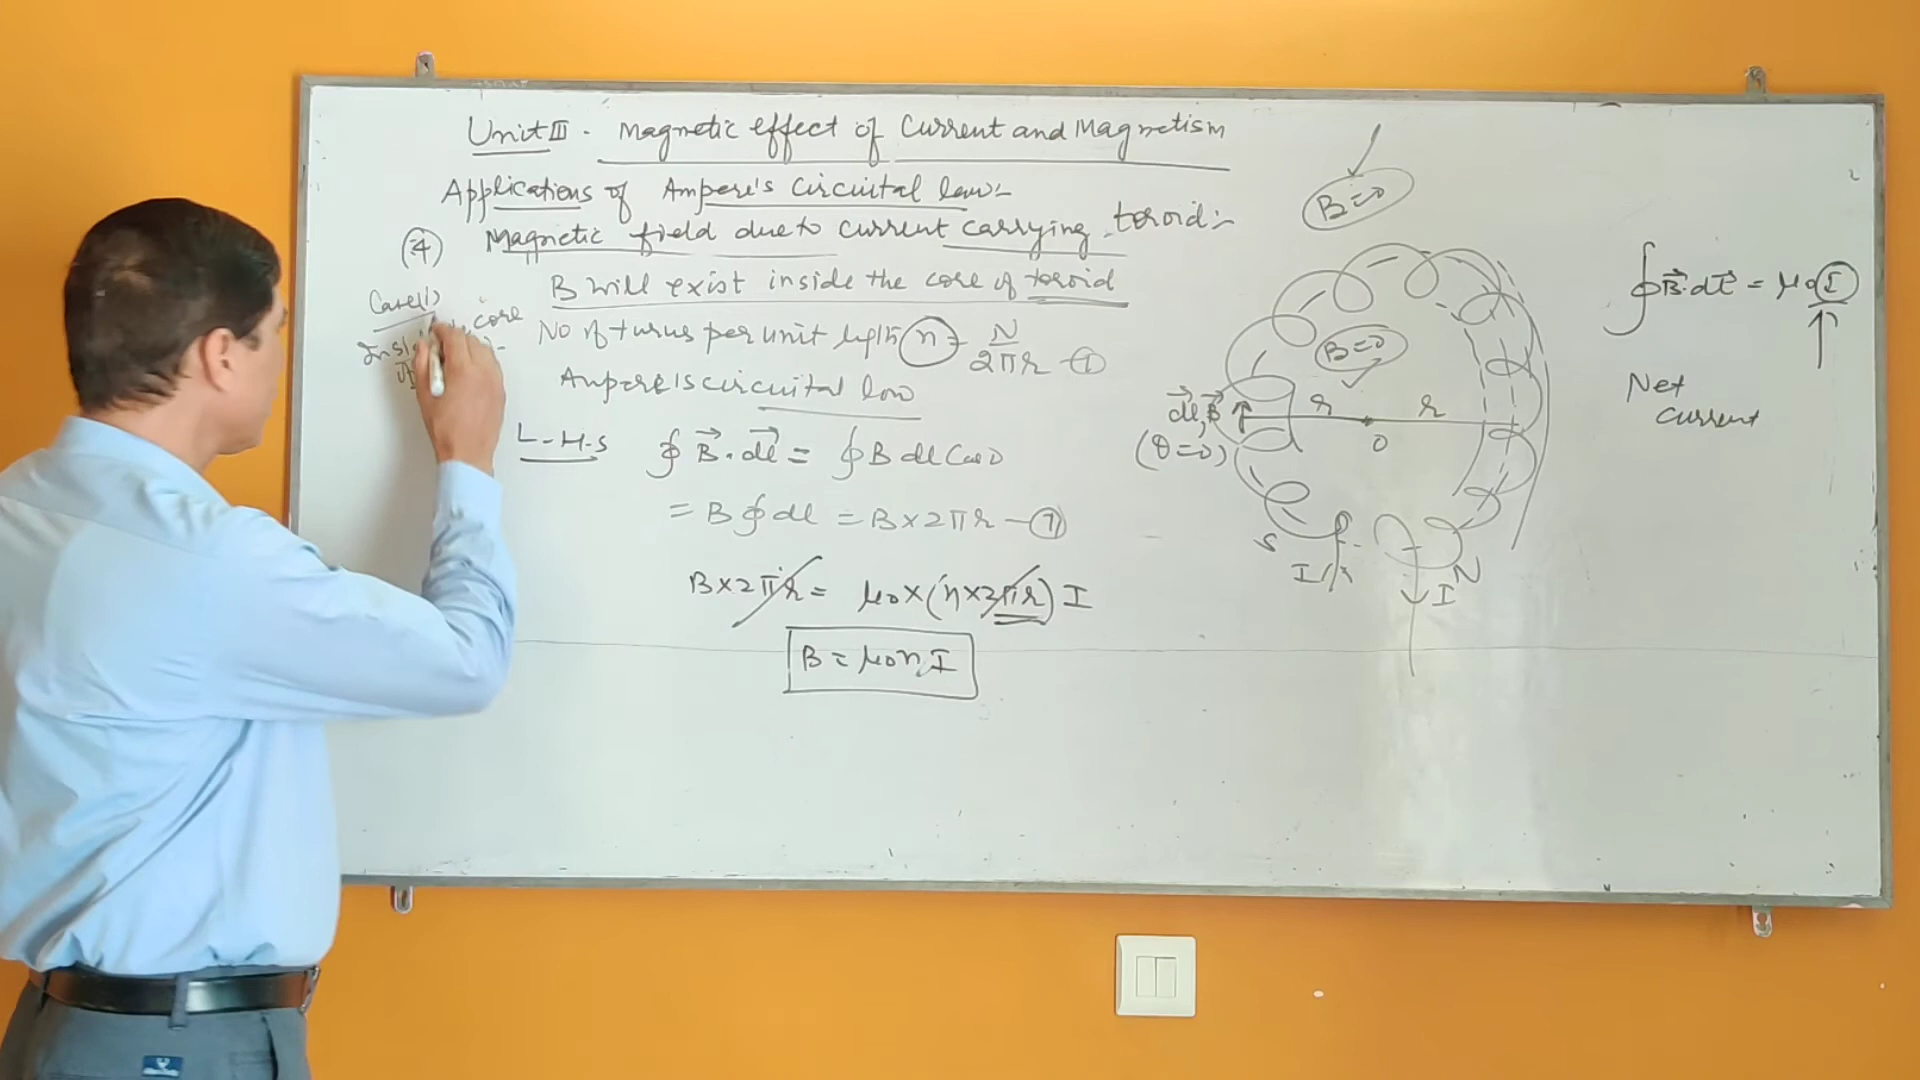 Unit III - Magnetic effect of Current and Magnetism
Applications of Ampere's Circuital law:-
(4) Magnetic field due to current carrying toroid:-
B will exist inside the core of toroid
Case(1)
core
No of turns per unit n = N/2πr - (1)
Ampere's circuital law
L-H-S ∮ B⃗·dl⃗ = ∮ B dl Cos0
= B ∮ dl = B×2πr - (1)
B×2πr = μ0×(n×2πr) I
B = μ0nI
B=0
B=0
r r
dl⃗, B⃗
(θ=0)
O
S
I
N
I
∮ B⃗·dl⃗ = μ0 I
Net
current